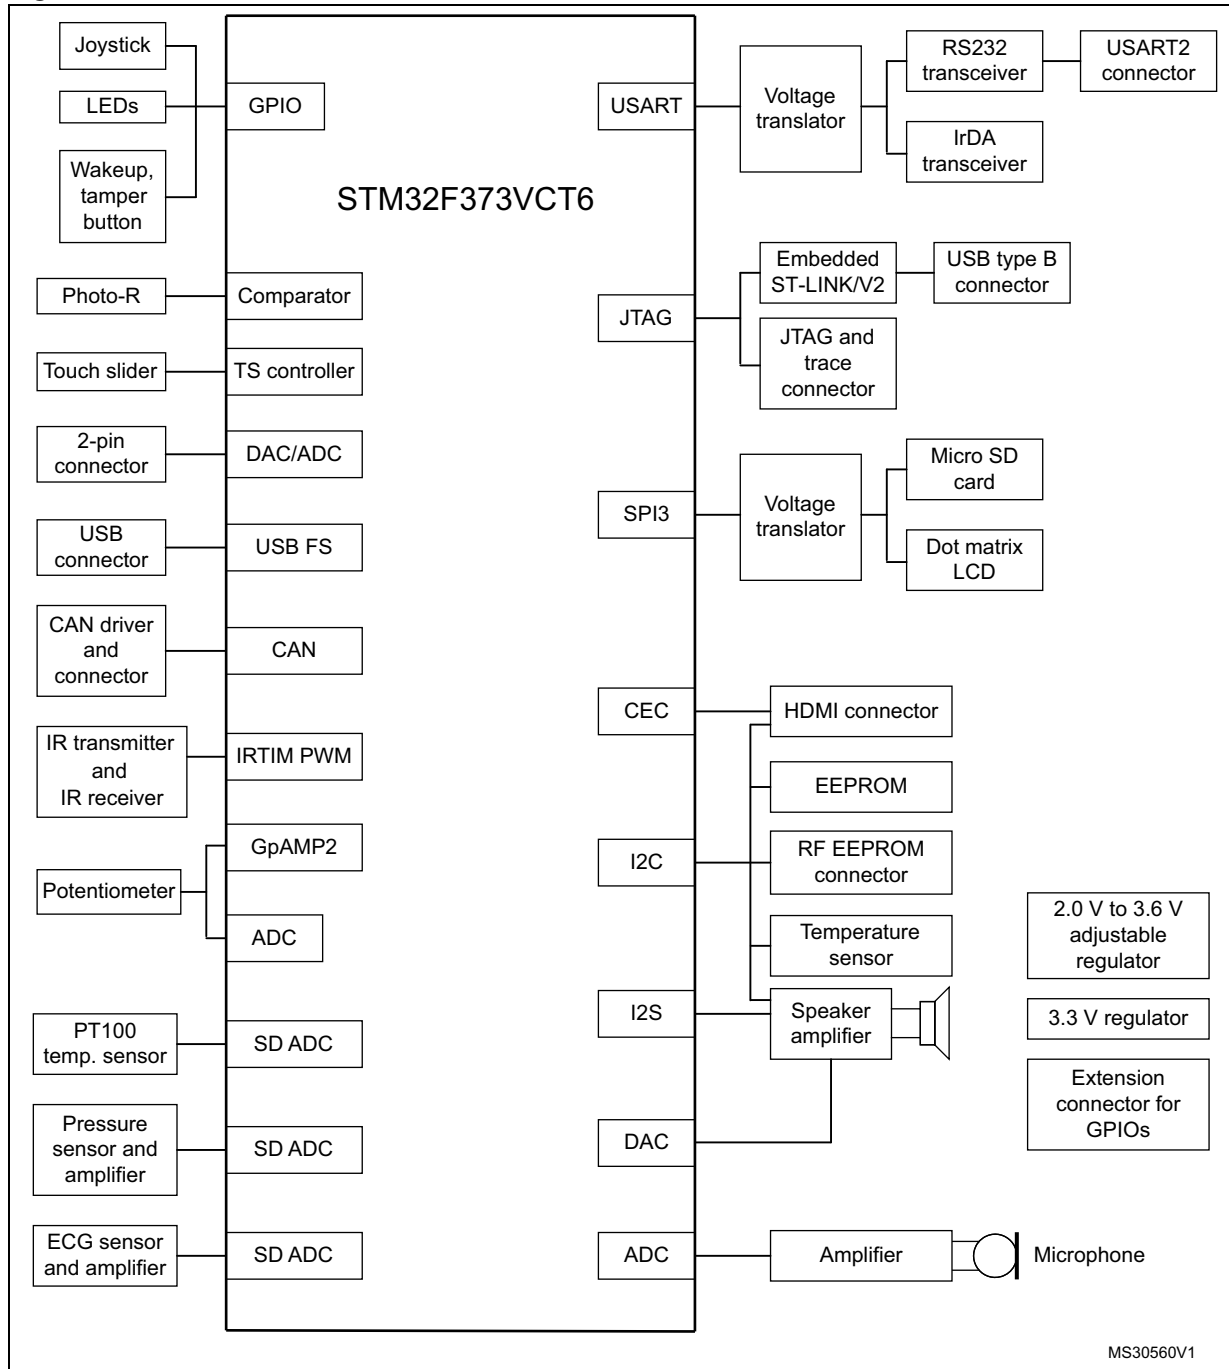 Joystick
LEDs
Wakeup,
tamper
button
GPIO
Photo-R
Comparator
Touch slider
TS controller
2-pin
connector
DAC/ADC
USB
connector
USB FS
CAN driver
and
connector
CAN
IR transmitter
and
IR receiver
IRTIM PWM
Potentiometer
GpAMP2
ADC
PT100
temp. sensor
SD ADC
Pressure
sensor and
amplifier
SD ADC
ECG sensor
and amplifier
SD ADC
STM32F373VCT6
USART
Voltage
translator
RS232
transceiver
USART2
connector
IrDA
transceiver
JTAG
Embedded
ST-LINK/V2
USB type B
connector
JTAG and
trace
connector
SPI3
Voltage
translator
Micro SD
card
Dot matrix
LCD
CEC
HDMI connector
EEPROM
I2C
RF EEPROM
connector
Temperature
sensor
I2S
Speaker
amplifier
DAC
ADC
Amplifier
Microphone
2.0 V to 3.6 V
adjustable
regulator
3.3 V regulator
Extension
connector for
GPIOs
MS30560V1